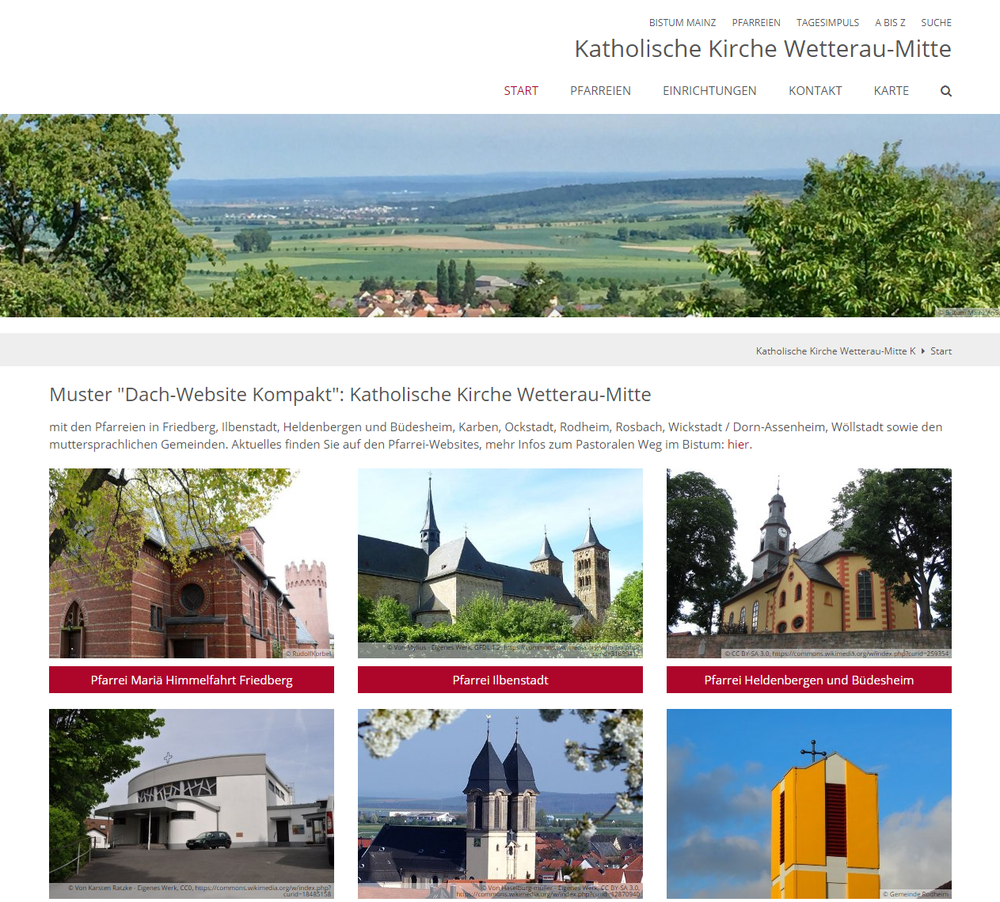 BISTUM MAINZ PFARREIEN TAGESIMPULS A BIS Z SUCHE
Katholische Kirche Wetterau-Mitte
START PFARREIEN EINRICHTUNGEN KONTAKT KARTE
© Bistum Mainz
Katholische Kirche Wetterau-Mitte K Start
Muster "Dach-Website Kompakt": Katholische Kirche Wetterau-Mitte
mit den Pfarreien in Friedberg, Ilbenstadt, Heldenbergen und Büdesheim, Karben, Ockstadt, Rodheim, Rosbach, Wickstadt / Dorn-Assenheim, Wöllstadt sowie den
muttersprachlichen Gemeinden. Aktuelles finden Sie auf den Pfarrei-Websites, mehr Infos zum Pastoralen Weg im Bistum: hier.
© RudolfKorbel
© Von Mylius - Eigenes Werk, GFDL 1.2, https://commons.wikimedia.org/w/index.php?
© CC BY-SA 3.0, https://commons.wikimedia.org/w/index.php?curid=259354
Pfarrei Mariä Himmelfahrt Friedberg
Pfarrei Ilbenstadt
Pfarrei Heldenbergen und Büdesheim
© Von Karsten Ratzke - Eigenes Werk, CC0, https://commons.wikimedia.org/w/index.php?
curid=18485158
© Von Haselburg-müller - Eigenes Werk, CC BY-SA 3.0,
https://commons.wikimedia.org/w/index.php?curid=12870940
© Gemeinde Rodheim